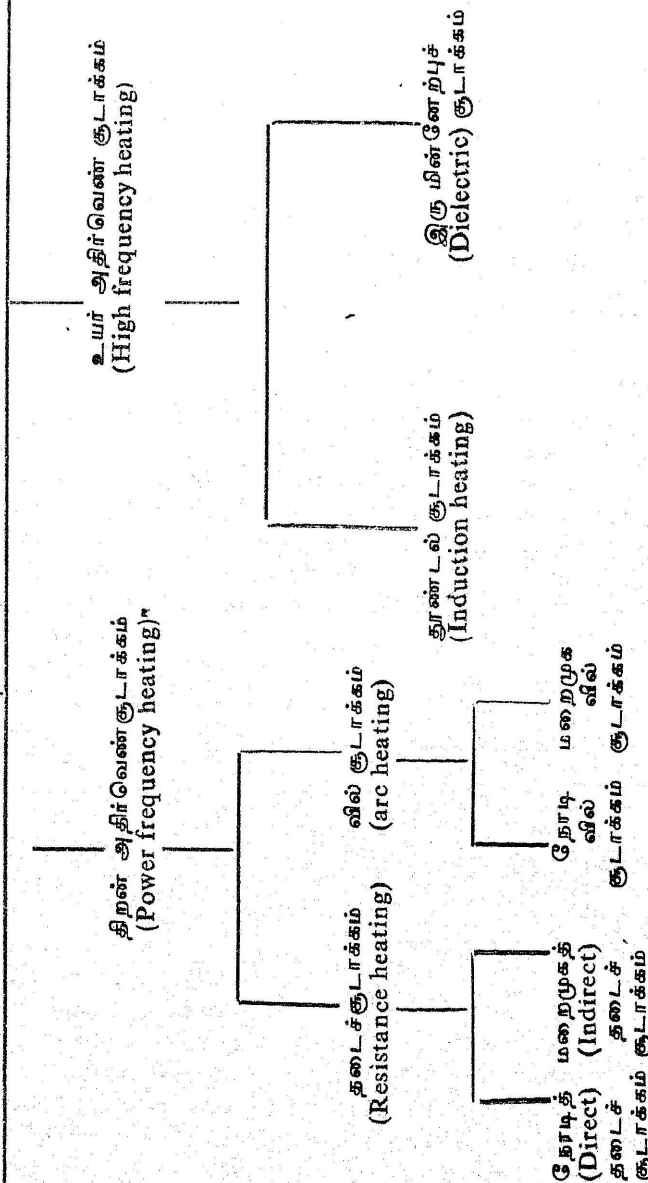 திறன் அதிர்வெண் சூடாக்கம்
(Power frequency heating)
உயர் அதிர்வெண் சூடாக்கம்
(High frequency heating)
தடைச்சூடாக்கம்
(Resistance heating)
வில் சூடாக்கம்
(arc heating)
தூண்டல் சூடாக்கம்
(Induction heating)
இரு மின்னேற்புச்
(Dielectric) சூடாக்கம்
நேரடித்
(Direct)
தடைச்
சூடாக்கம்
மறைமுகத்
(Indirect)
தடைச்
சூடாக்கம்
நேரடி
வில்
சூடாக்கம்
மறைமுக
வில்
சூடாக்கம்